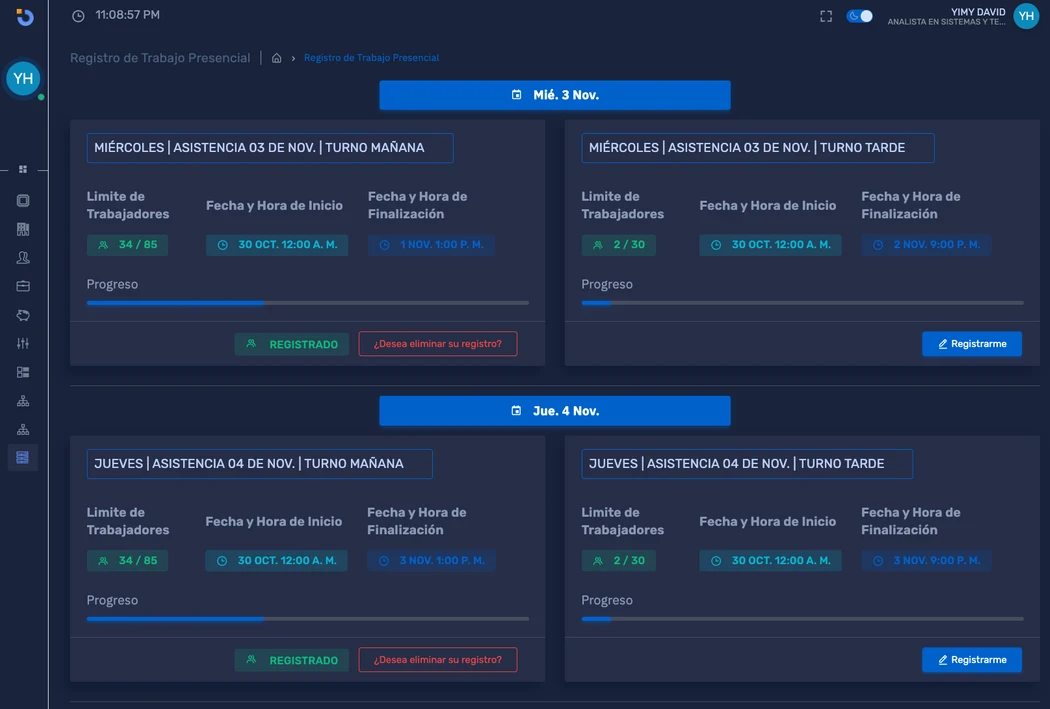 11:08:57 PM
YIMY DAVID
ANALISTA EN SISTEMAS Y TE...
YH
YH
Registro de Trabajo Presencial
Registro de Trabajo Presencial
Mié. 3 Nov.
MIÉRCOLES | ASISTENCIA 03 DE NOV. | TURNO MAÑANA
Limite de Trabajadores
Fecha y Hora de Inicio
Fecha y Hora de Finalización
34 / 85
30 OCT. 12:00 A. M.
1 NOV. 1:00 P. M.
Progreso
REGISTRADO
¿Desea eliminar su registro?
MIÉRCOLES | ASISTENCIA 03 DE NOV. | TURNO TARDE
Limite de Trabajadores
Fecha y Hora de Inicio
Fecha y Hora de Finalización
2 / 30
30 OCT. 12:00 A. M.
2 NOV. 9:00 P. M.
Progreso
Registrarme
Jue. 4 Nov.
JUEVES | ASISTENCIA 04 DE NOV. | TURNO MAÑANA
Limite de Trabajadores
Fecha y Hora de Inicio
Fecha y Hora de Finalización
34 / 85
30 OCT. 12:00 A. M.
3 NOV. 1:00 P. M.
Progreso
REGISTRADO
¿Desea eliminar su registro?
JUEVES | ASISTENCIA 04 DE NOV. | TURNO TARDE
Limite de Trabajadores
Fecha y Hora de Inicio
Fecha y Hora de Finalización
2 / 30
30 OCT. 12:00 A. M.
3 NOV. 9:00 P. M.
Progreso
Registrarme